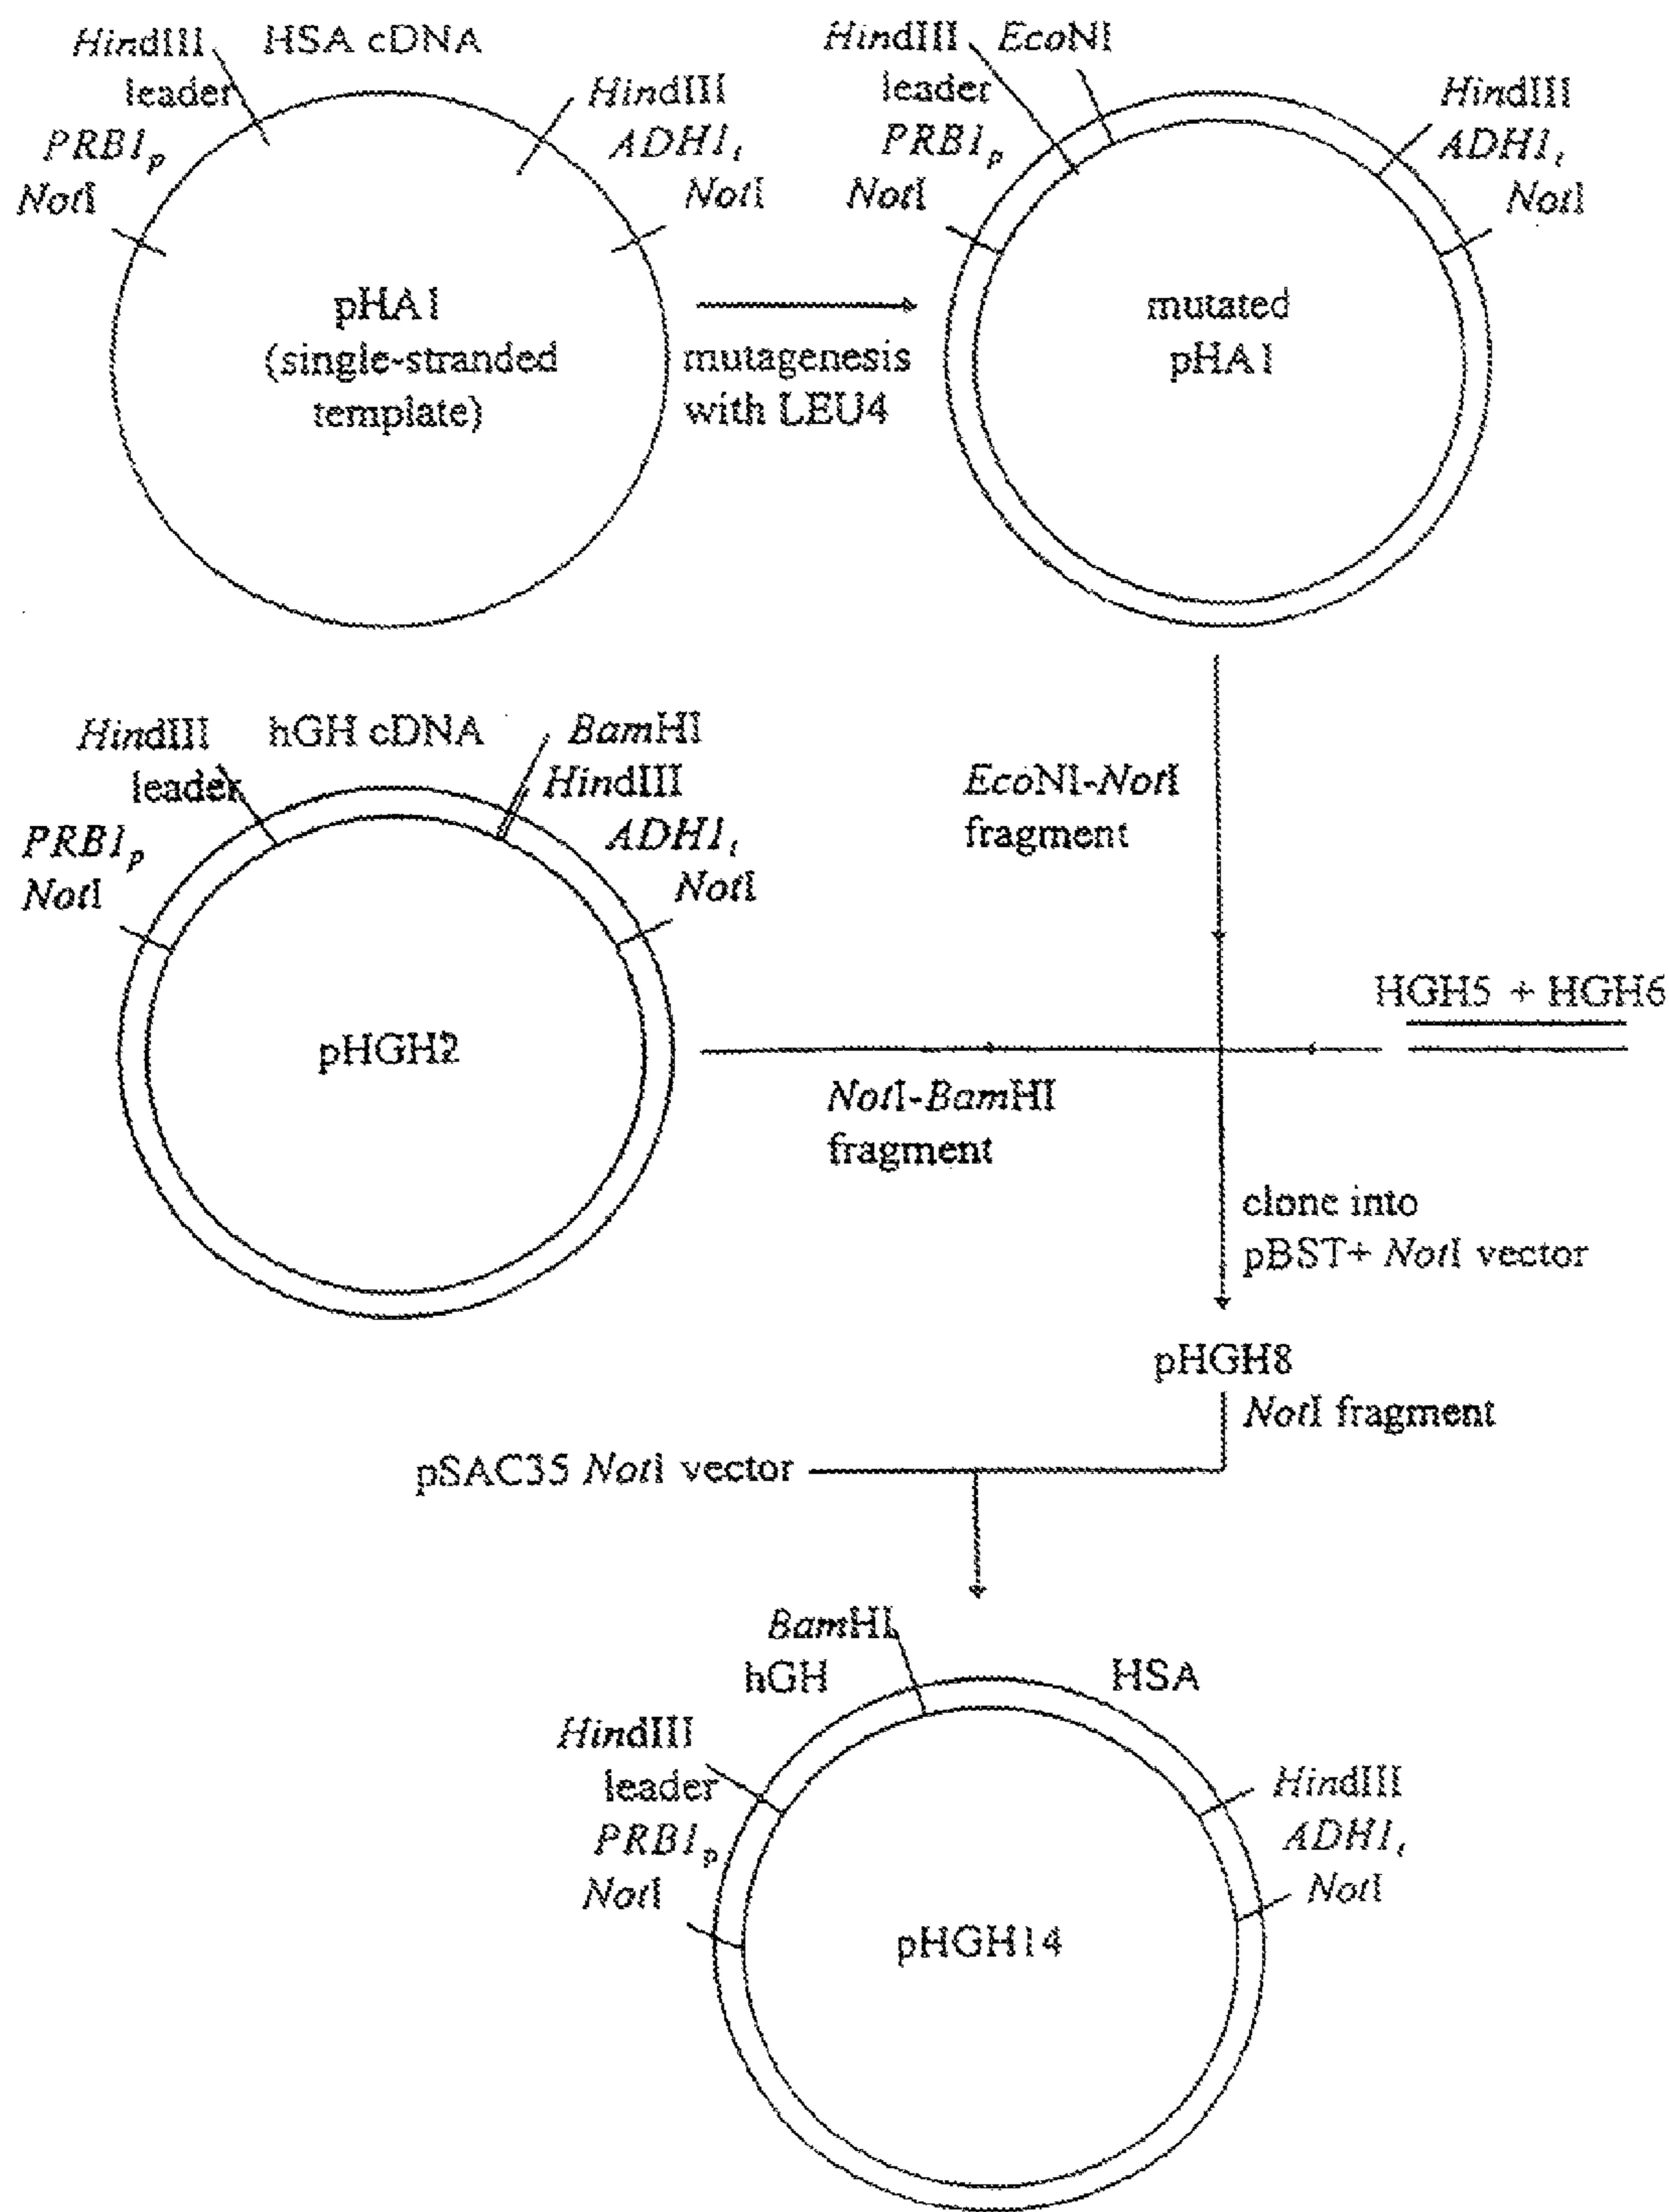 HindIII HSA cDNA
leader
HindIII
PRB1p
ADH1t
NotI
NotI
pHA1
(single-stranded
template)
mutagenesis
with LEU4
HindIII EcoNI
leader
HindIII
PRB1p
ADH1t
NotI
NotI
mutated
pHA1
HindIII hGH cDNA BamHI
leader
HindIII
PRB1p
ADH1t
NotI
NotI
pHGH2
EcoNI-NotI
fragment
HGH5 + HGH6
NotI-BamHI
fragment
clone into
pBST+ NotI vector
pHGH8
NotI fragment
pSAC35 NotI vector
BamHI
hGH
HSA
HindIII
leader
HindIII
PRB1p
ADH1t
NotI
NotI
pHGH14